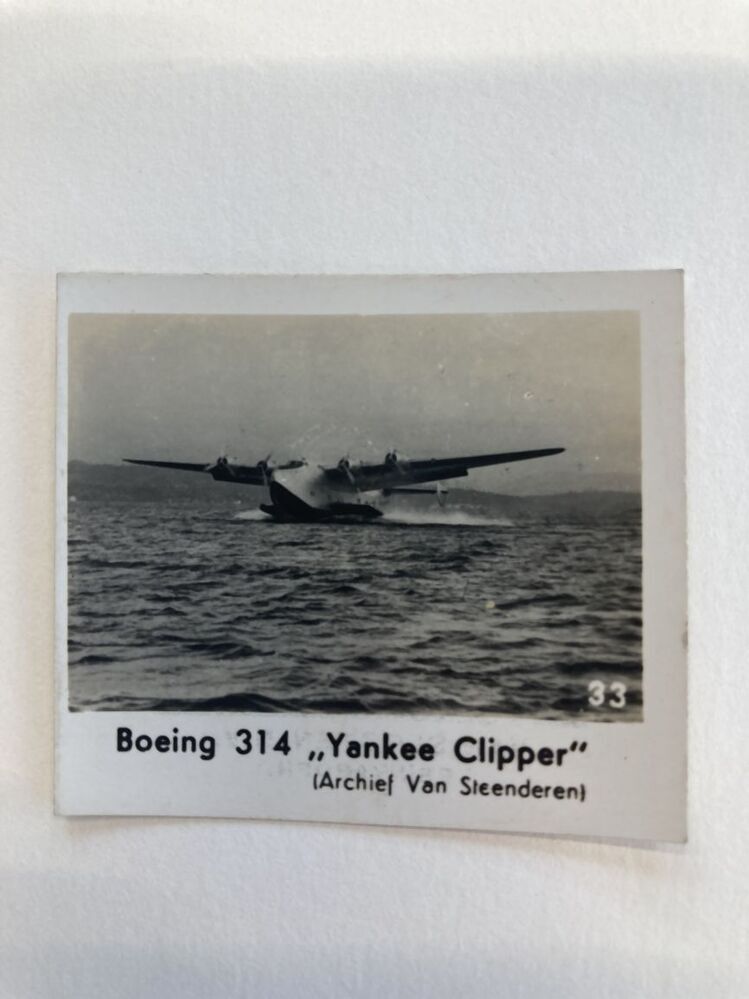 33
Boeing 314 „Yankee Clipper“
(Archief Van Steenderen)